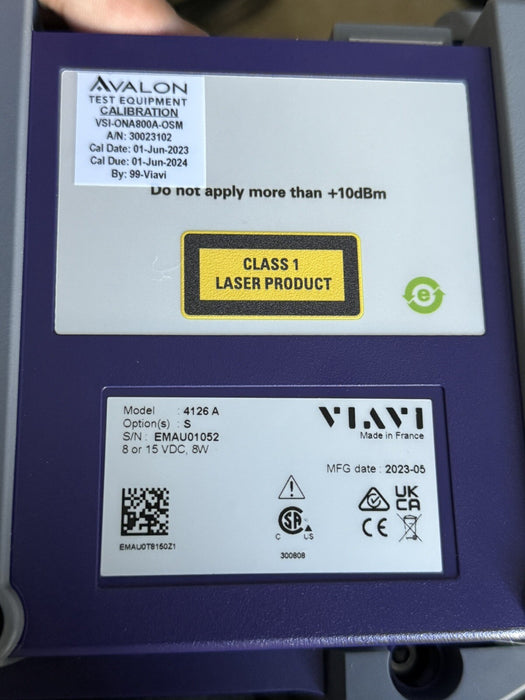 AVALON
TEST EQUIPMENT
CALIBRATION
VSI-ONA800A-OSM
A/N: 30023102
Cal Date: 01-Jun-2023
Cal Due: 01-Jun-2024
By: 99-Viavi
Do not apply more than +10dBm
CLASS 1
LASER PRODUCT
e
Model : 4126 A
Option(s) : S
S/N : EMAU01052
8 or 15 VDC, 8W
VIAVI
Made in France
MFG date : 2023-05
EMAU0T8150Z1
SA
C US
300808
UK
CA
CE